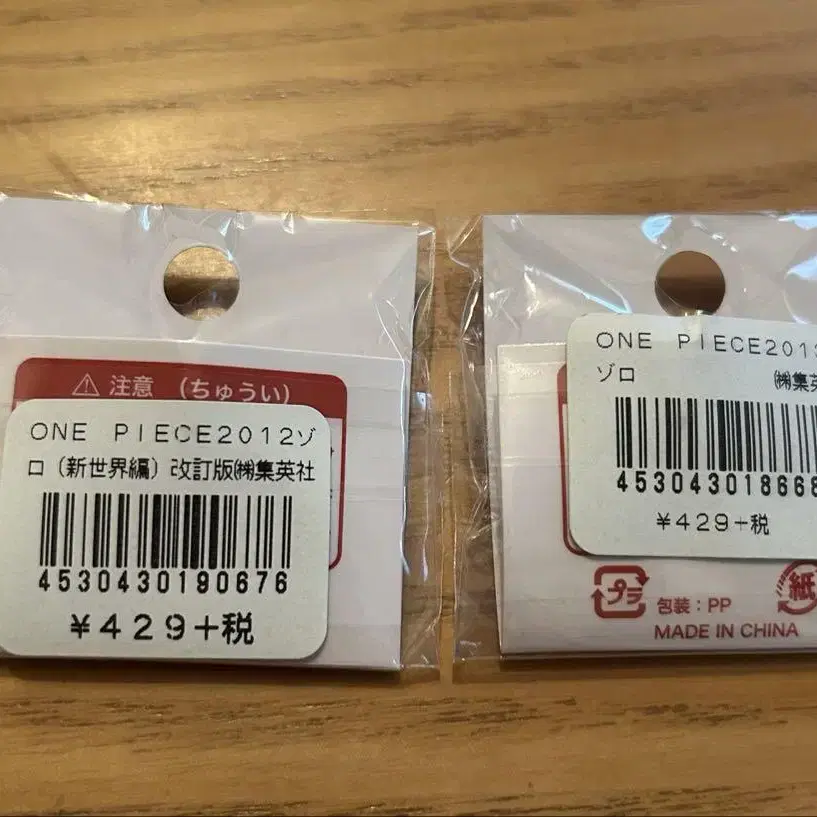 ⚠ 注意 (ちゅうい)
ONE PIECE2012ゾ
ロ(新世界編)改訂版㈱集英社
4530430190676
¥429+税
ONE PIECE201
ゾロ ㈱集英
453043018668
¥429+税
プラ 包装：PP 紙
MADE IN CHINA